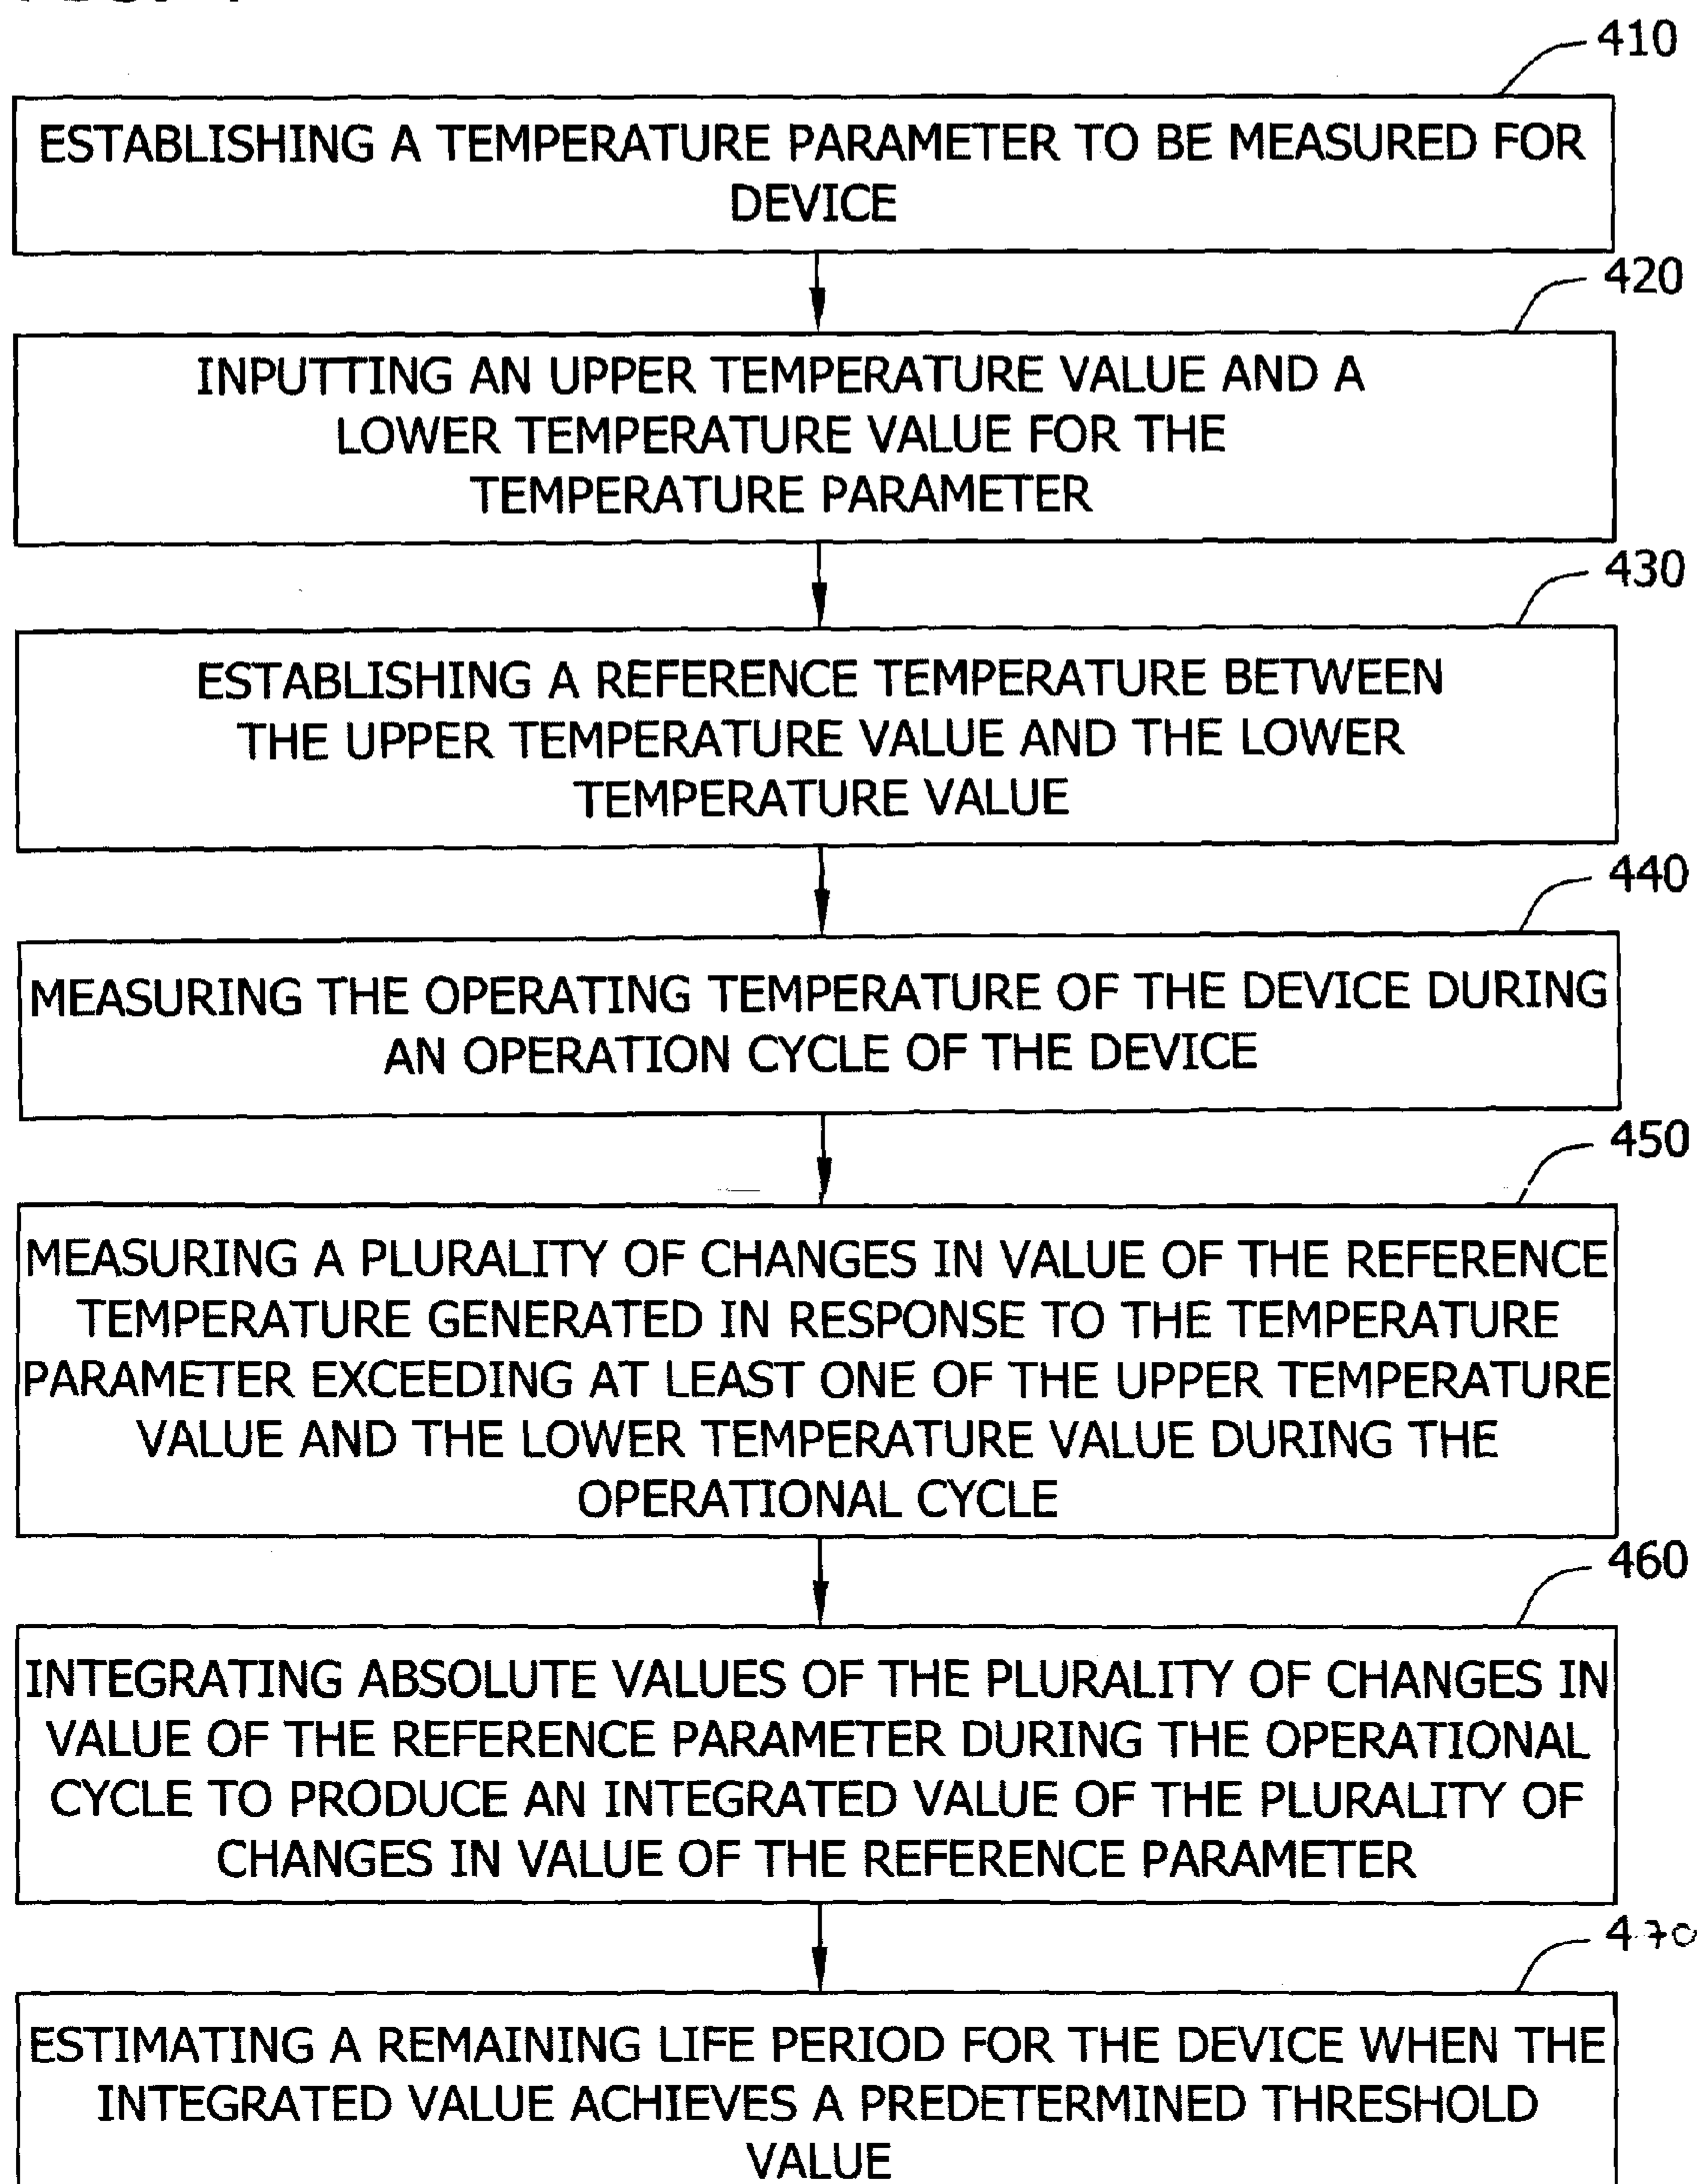 410
ESTABLISHING A TEMPERATURE PARAMETER TO BE MEASURED FOR
DEVICE
420
INPUTTING AN UPPER TEMPERATURE VALUE AND A
LOWER TEMPERATURE VALUE FOR THE
TEMPERATURE PARAMETER
430
ESTABLISHING A REFERENCE TEMPERATURE BETWEEN
THE UPPER TEMPERATURE VALUE AND THE LOWER
TEMPERATURE VALUE
440
MEASURING THE OPERATING TEMPERATURE OF THE DEVICE DURING
AN OPERATION CYCLE OF THE DEVICE
450
MEASURING A PLURALITY OF CHANGES IN VALUE OF THE REFERENCE
TEMPERATURE GENERATED IN RESPONSE TO THE TEMPERATURE
PARAMETER EXCEEDING AT LEAST ONE OF THE UPPER TEMPERATURE
VALUE AND THE LOWER TEMPERATURE VALUE DURING THE
OPERATIONAL CYCLE
460
INTEGRATING ABSOLUTE VALUES OF THE PLURALITY OF CHANGES IN
VALUE OF THE REFERENCE PARAMETER DURING THE OPERATIONAL
CYCLE TO PRODUCE AN INTEGRATED VALUE OF THE PLURALITY OF
CHANGES IN VALUE OF THE REFERENCE PARAMETER
470
ESTIMATING A REMAINING LIFE PERIOD FOR THE DEVICE WHEN THE
INTEGRATED VALUE ACHIEVES A PREDETERMINED THRESHOLD
VALUE